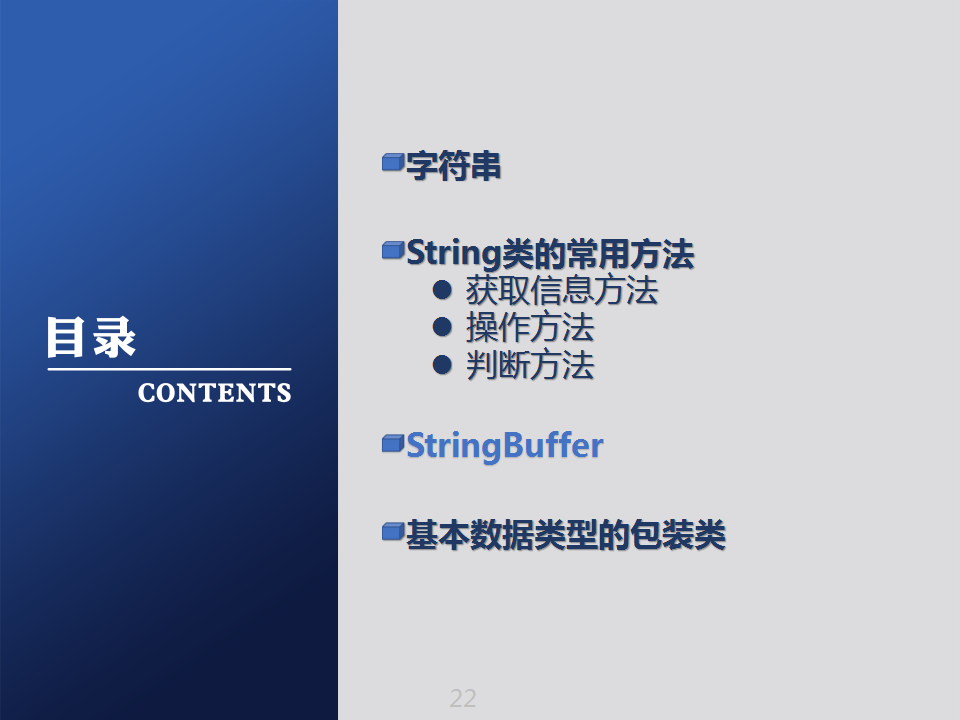 目录
CONTENTS
字符串
String类的常用方法
获取信息方法
操作方法
判断方法
StringBuffer
基本数据类型的包装类
22